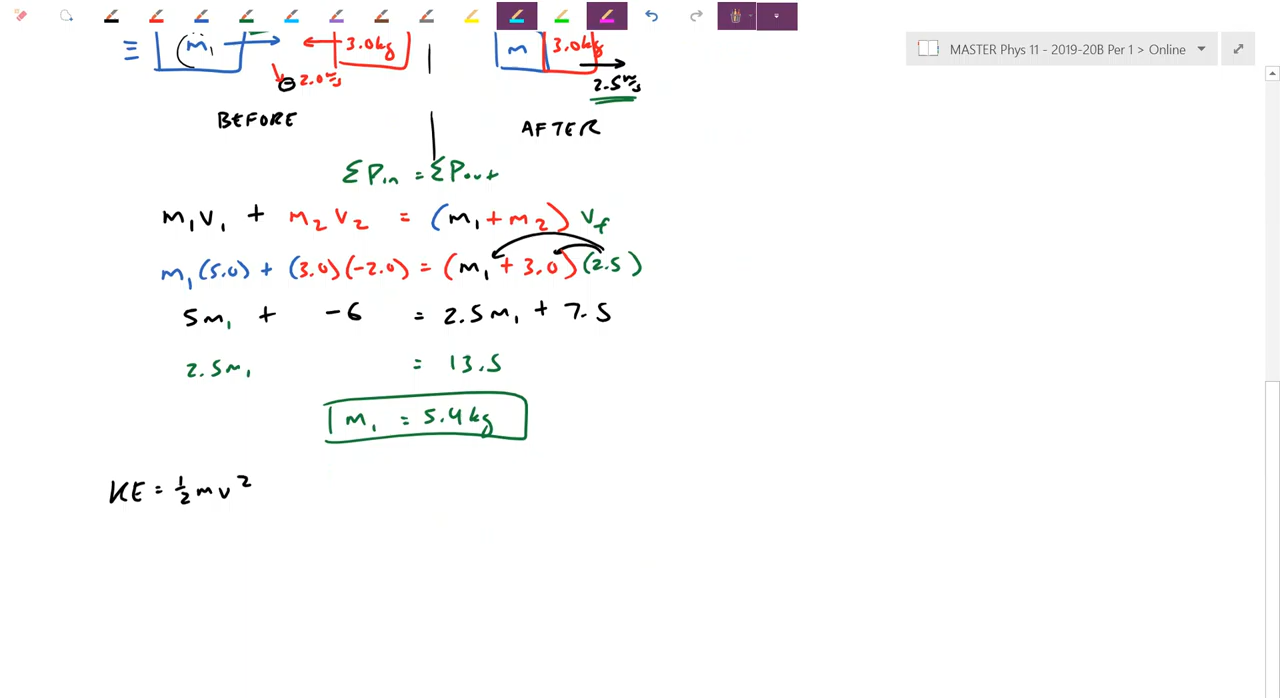 MASTER Phys 11 - 2019-20B Per 1 > Online
m₁ 3.0kg m 3.0kg
2.0m/s 2.5m/s
BEFORE AFTER
ΣPin = ΣPout
m₁v₁ + m₂v₂ = (m₁ + m₂) vf
m₁(5.0) + (3.0)(-2.0) = (m₁ + 3.0)(2.5)
5m₁ + -6 = 2.5m₁ + 7.5
2.5m₁ = 13.5
m₁ = 5.4kg
KE = ½mv²